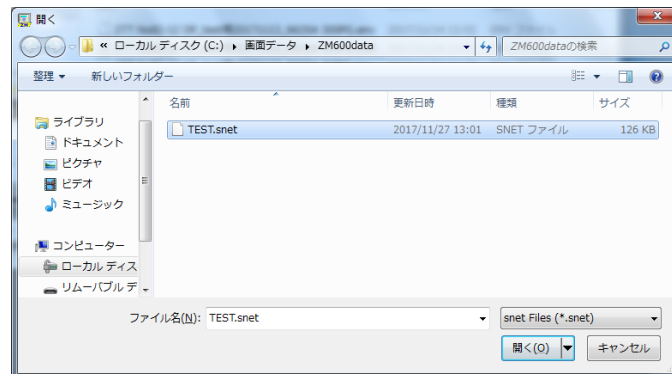 開く
« ローカル ディスク (C:) ▸ 画面データ ▸ ZM600data
ZM600dataの検索
整理 新しいフォルダー
名前 更新日時 種類 サイズ
TEST.snet 2017/11/27 13:01 SNET ファイル 126 KB
ライブラリ
ドキュメント
ピクチャ
ビデオ
ミュージック
コンピューター
ローカル ディス
リムーバブル デ
ファイル名(N): TEST.snet
snet Files (*.snet)
開く(O) キャンセル